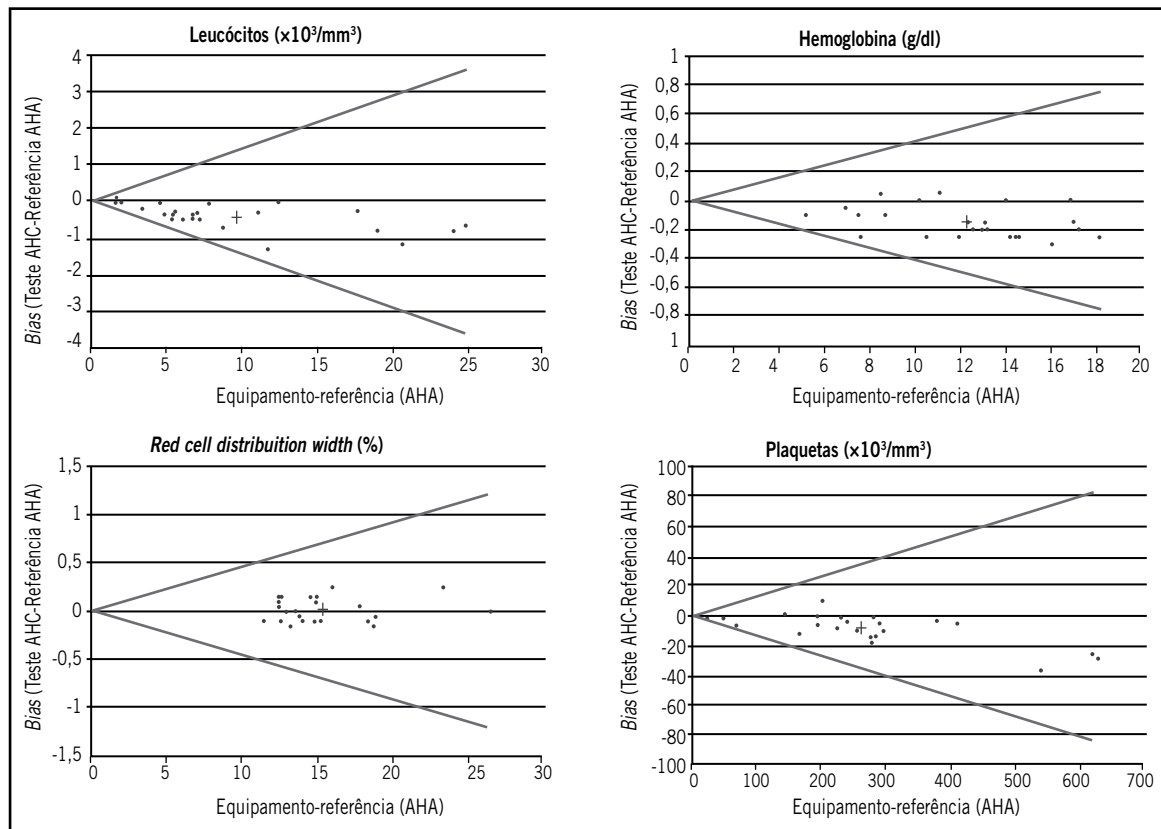 Leucócitos (×10³/mm³)
4
3
2
1
0
-1
-2
-3
-4
Bias (Teste AHC-Referência AHA)
0 5 10 15 20 25 30
Equipamento-referência (AHA)
Hemoglobina (g/dl)
1
0,8
0,6
0,4
0,2
0
-0,2
-0,4
-0,6
-0,8
1
Bias (Teste AHC-Referência AHA)
0 2 4 6 8 10 12 14 16 18 20
Equipamento-referência (AHA)
Red cell distribuition width (%)
1,5
1
0,5
0
-0,5
-1
-1,5
Bias (Teste AHC-Referência AHA)
0 5 10 15 20 25 30
Equipamento-referência (AHA)
Plaquetas (×10³/mm³)
100
80
60
40
20
0
-20
-40
-60
-80
-100
Bias (Teste AHC-Referência AHA)
0 100 200 300 400 500 600 700
Equipamento-referência (AHA)